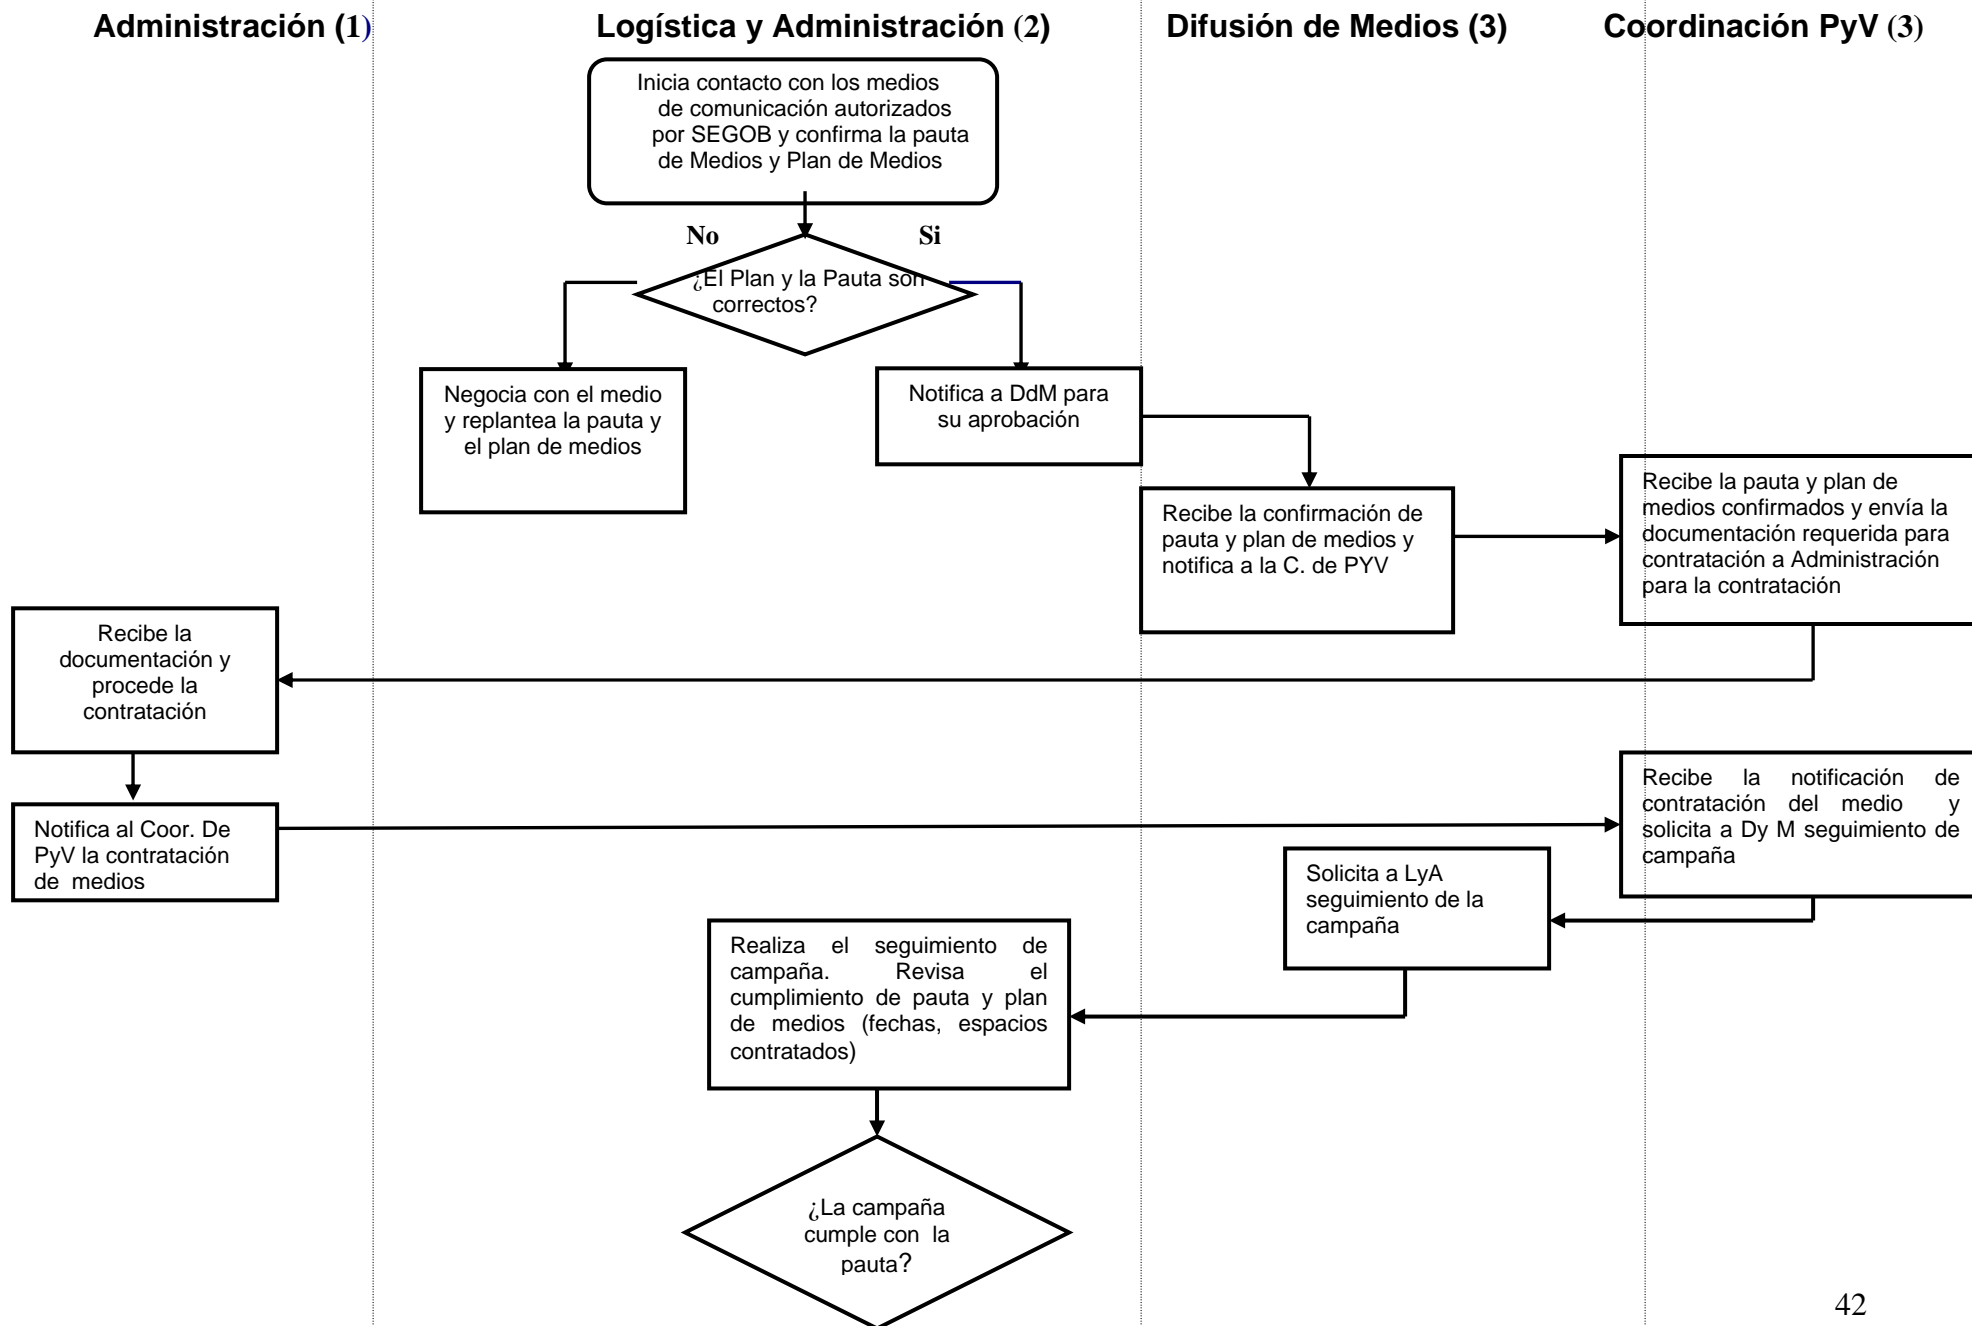 Administración (1)
Logística y Administración (2)
Difusión de Medios (3)
Coordinación PyV (3)
Inicia contacto con los medios
de comunicación autorizados
por SEGOB y confirma la pauta
de Medios y Plan de Medios
No
Si
¿El Plan y la Pauta son
correctos?
Negocia con el medio
y replantea la pauta y
el plan de medios
Notifica a DdM para
su aprobación
Recibe la confirmación de
pauta y plan de medios y
notifica a la C. de PYV
Recibe la pauta y plan de
medios confirmados y envía la
documentación requerida para
contratación a Administración
para la contratación
Recibe la
documentación y
procede la
contratación
Notifica al Coor. De
PyV la contratación
de medios
Recibe la notificación de
contratación del medio y
solicita a Dy M seguimiento de
campaña
Solicita a LyA
seguimiento de la
campaña
Realiza el seguimiento de
campaña. Revisa el
cumplimiento de pauta y plan
de medios (fechas, espacios
contratados)
¿La campaña
cumple con la
pauta?
42